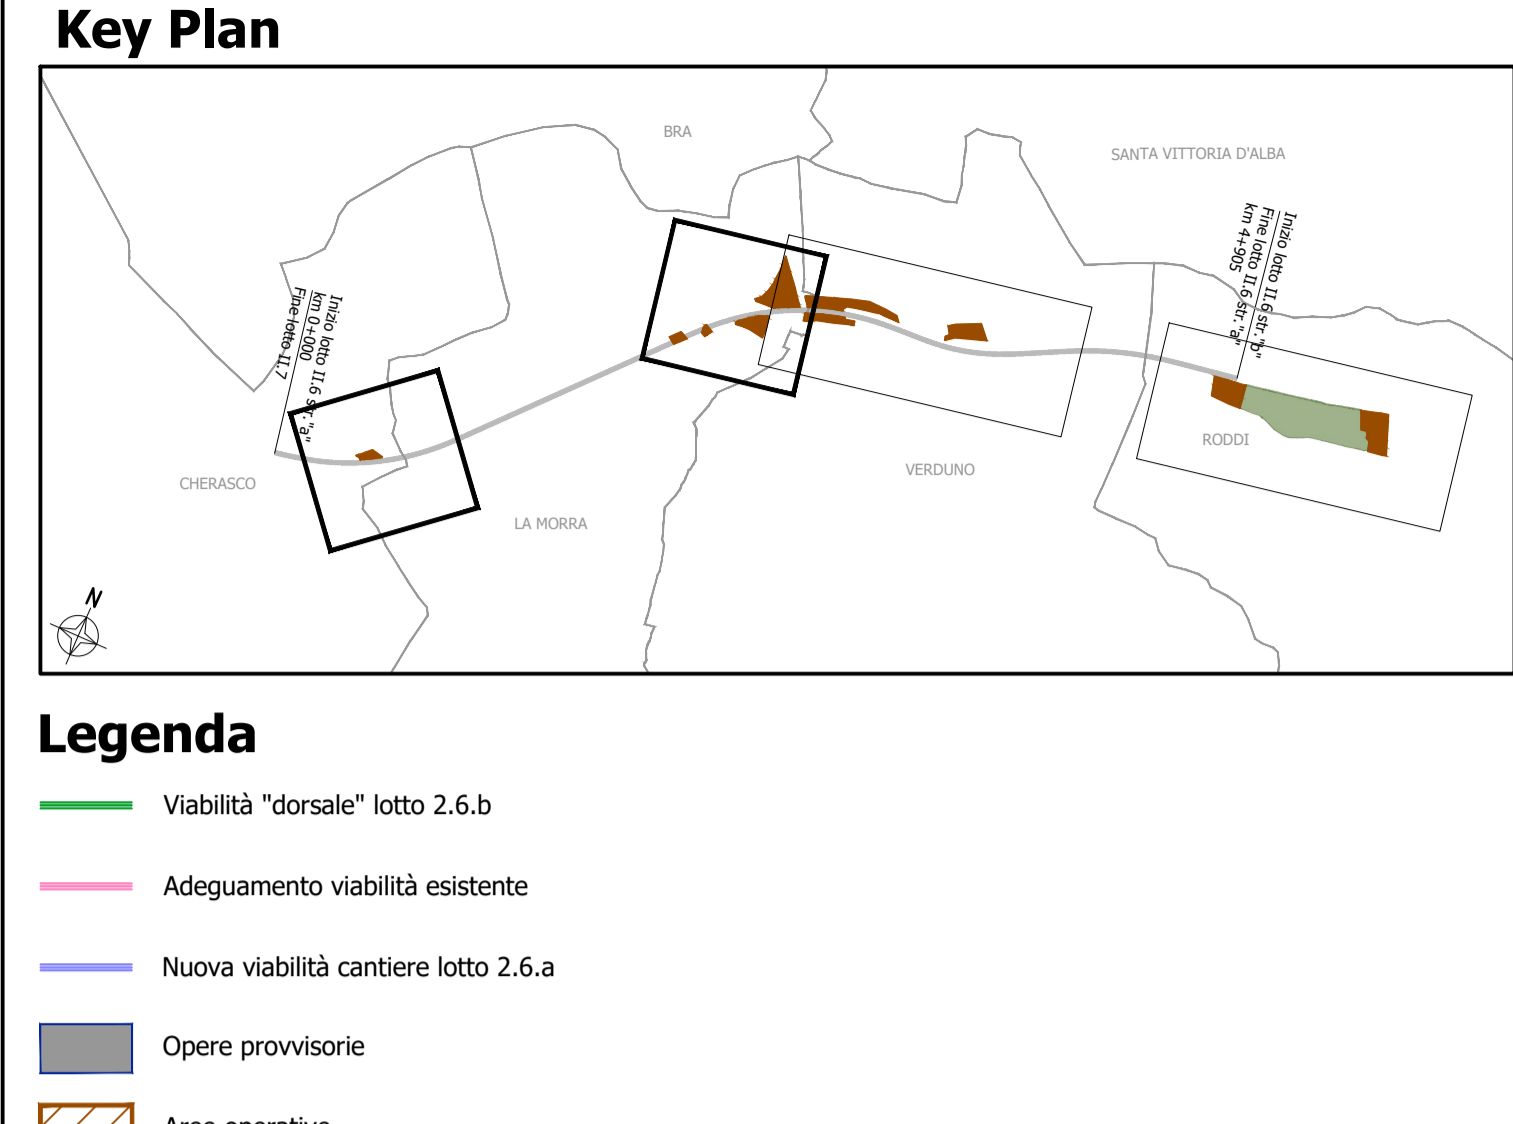 Key Plan
BRA
SANTA VITTORIA D'ALBA
Inizio lotto II.6 str."b"
Fine lotto II.6 str."a"
km 4+905
Inizio lotto II.6 str."a"
km 0+000
Fine lotto II.7
RODDI
CHERASCO
VERDUNO
LA MORRA
N
Legenda
Viabilità "dorsale" lotto 2.6.b
Adeguamento viabilità esistente
Nuova viabilità cantiere lotto 2.6.a
Opere provvisorie
Aree operative